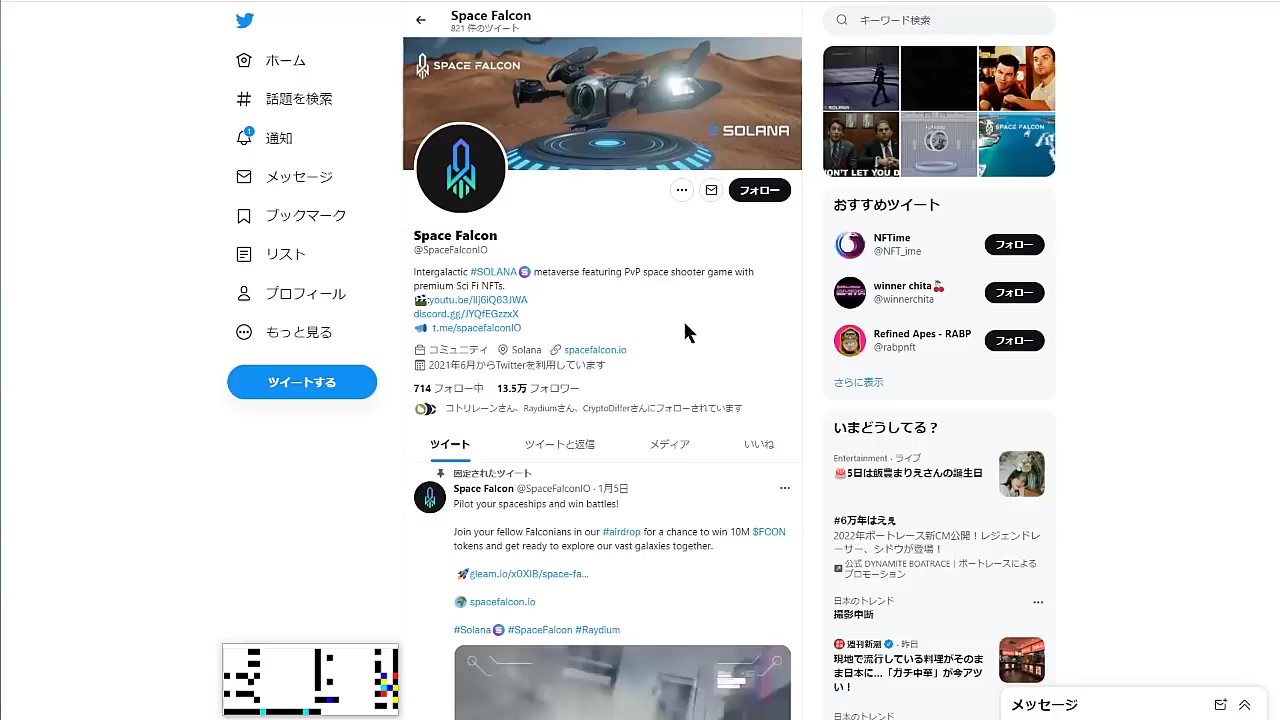 ホーム
話題を検索
1
通知
メッセージ
ブックマーク
リスト
プロフィール
もっと見る
ツイートする
Space Falcon
821 件のツイート
SPACE FALCON
SOLANA
フォロー
Space Falcon
@SpaceFalconIO
Intergalactic #SOLANA metaverse featuring PvP space shooter game with
premium Sci Fi NFTs.
:youtu.be/IIj6iQ63JWA
discord.gg/JYQfEGzzxX
t.me/spacefalconIO
コミュニティ Solana spacefalcon.io
2021年6月からTwitterを利用しています
714 フォロー中 13.5万 フォロワー
コトリレーンさん、Raydiumさん、CryptoDifferさんにフォローされています
ツイート ツイートと返信 メディア いいね
固定されたツイート
Space Falcon @SpaceFalconIO · 1月5日
Pilot your spaceships and win battles!
Join your fellow Falconians in our #airdrop for a chance to win 10M $FCON
tokens and get ready to explore our vast galaxies together.
gleam.io/x0XIB/space-fa...
spacefalcon.io
#Solana #SpaceFalcon #Raydium
キーワード検索
SOLANA
SPACE FALCON
WON'T LET YOU D
おすすめツイート
NFTime
@NFT_ime
フォロー
winner chita
@winnerchita
フォロー
Refined Apes - RABP
@rabpnft
フォロー
さらに表示
いまどうしてる？
Entertainment · ライブ
5日は飯豊まりえさんの誕生日
#6万年はえぇ
2022年ボートレース新CM公開！レジェンドレ
ーサー、シドウが登場！
公式 DYNAMITE BOATRACE｜ボートレースによる
プロモーション
日本のトレンド
撮影中断
週刊新潮 · 昨日
現地で流行している料理がそのま
ま日本に…「ガチ中華」が今アツ
い！
日本のトレンド
メッセージ